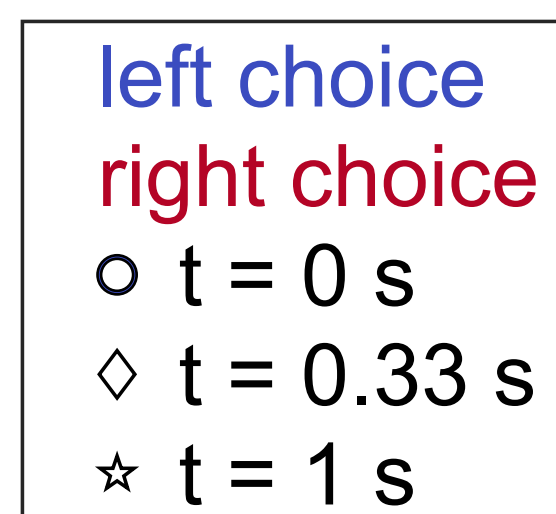 left choice
right choice
t = 0 s
t = 0.33 s
t = 1 s